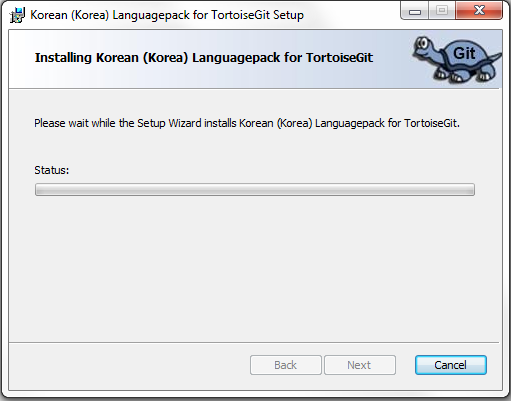 Korean (Korea) Languagepack for TortoiseGit Setup
Installing Korean (Korea) Languagepack for TortoiseGit
Git
Please wait while the Setup Wizard installs Korean (Korea) Languagepack for TortoiseGit.
Status:
Back Next Cancel